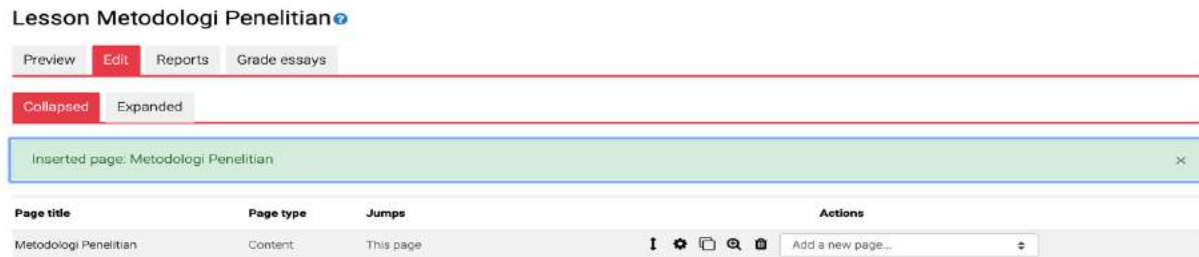 Lesson Metodologi Penelitian
Preview Edit Reports Grade essays
Collapsed Expanded
Inserted page: Metodologi Penelitian ×
Page title Page type Jumps Actions
Metodologi Penelitian Content This page Add a new page...